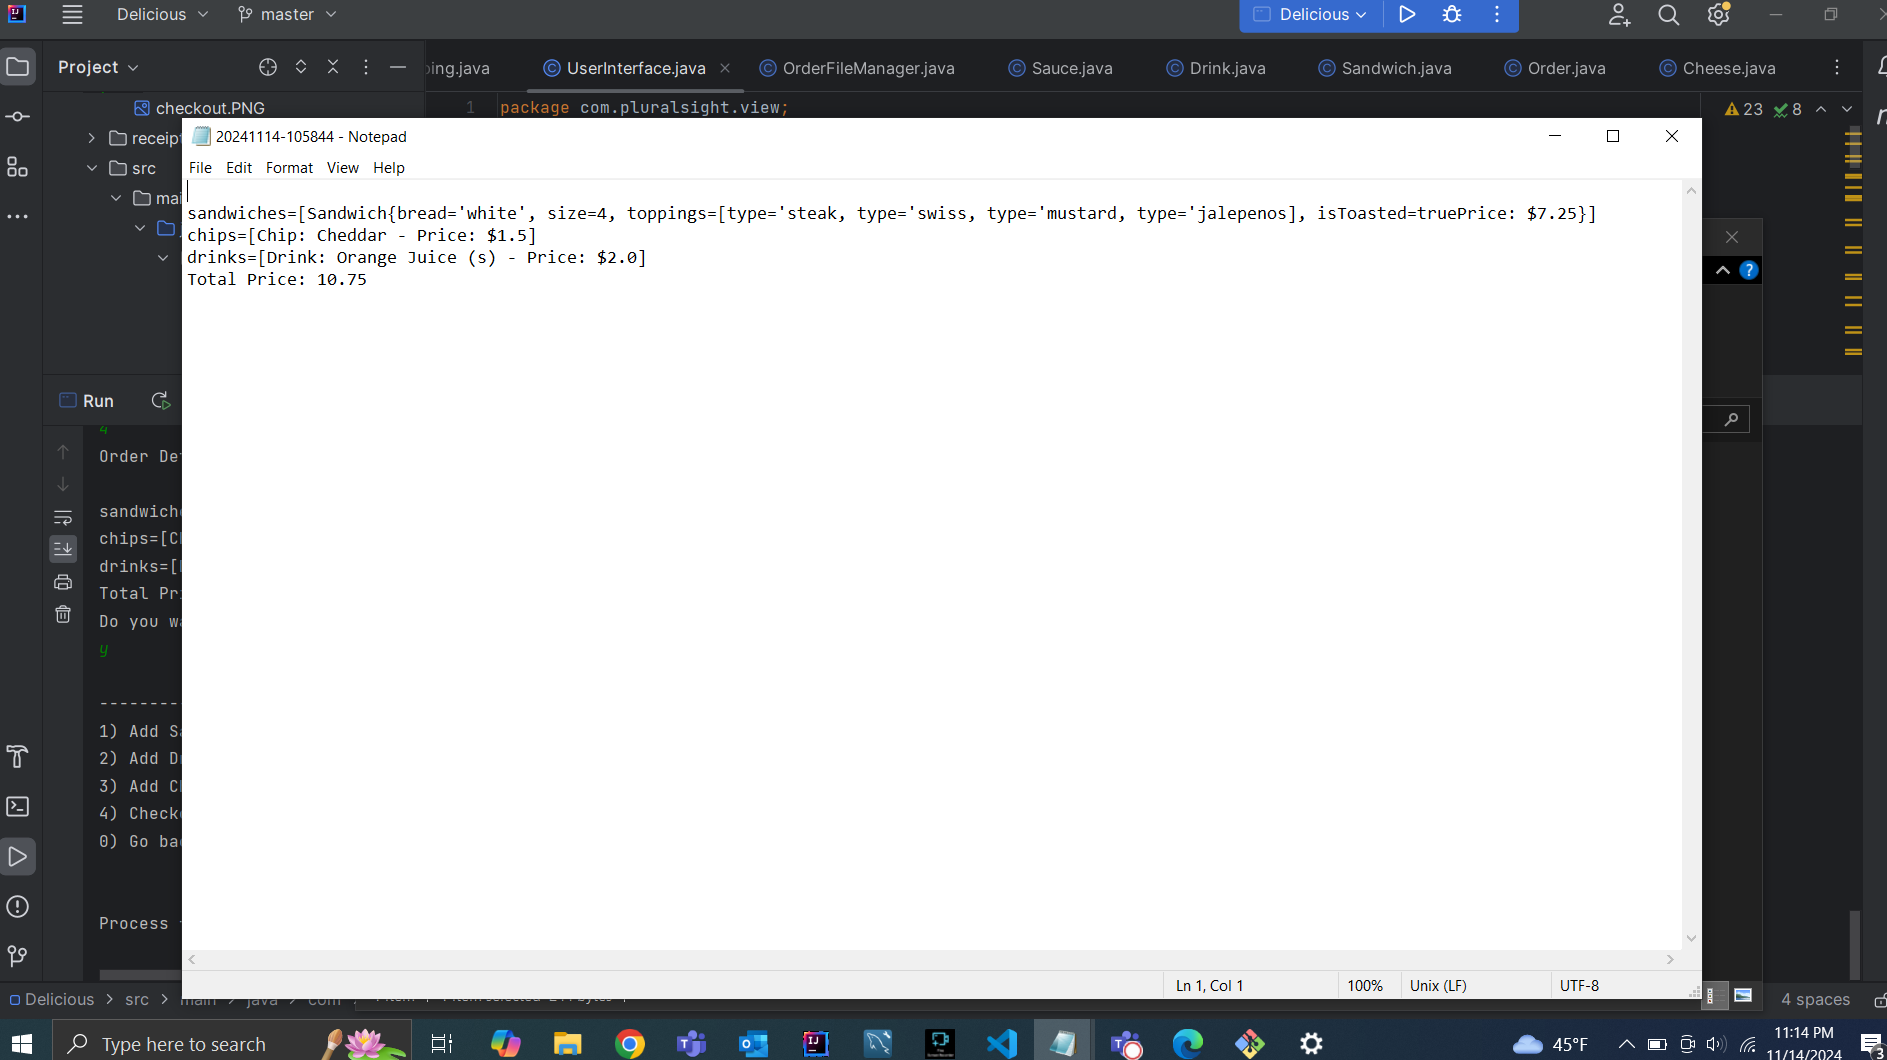 Delicious
master
Delicious
Project
ping.java
UserInterface.java
OrderFileManager.java
Sauce.java
Drink.java
Sandwich.java
Order.java
Cheese.java
checkout.PNG
1
package com.pluralsight.view;
23
8
receipt
src
mai
20241114-105844 - Notepad
File Edit Format View Help
sandwiches=[Sandwich{bread='white', size=4, toppings=[type='steak, type='swiss, type='mustard, type='jalepenos], isToasted=truePrice: $7.25}]
chips=[Chip: Cheddar - Price: $1.5]
drinks=[Drink: Orange Juice (s) - Price: $2.0]
Total Price: 10.75
Run
4
Order De
sandwich
chips=[C
drinks=[
Total Pr
Do you w
y
--------
1) Add S
2) Add D
3) Add C
4) Check
0) Go ba
Process
Ln 1, Col 1
100%
Unix (LF)
UTF-8
Delicious > src > main > java > com
4 spaces
Type here to search
45°F
11:14 PM
11/14/2024
3